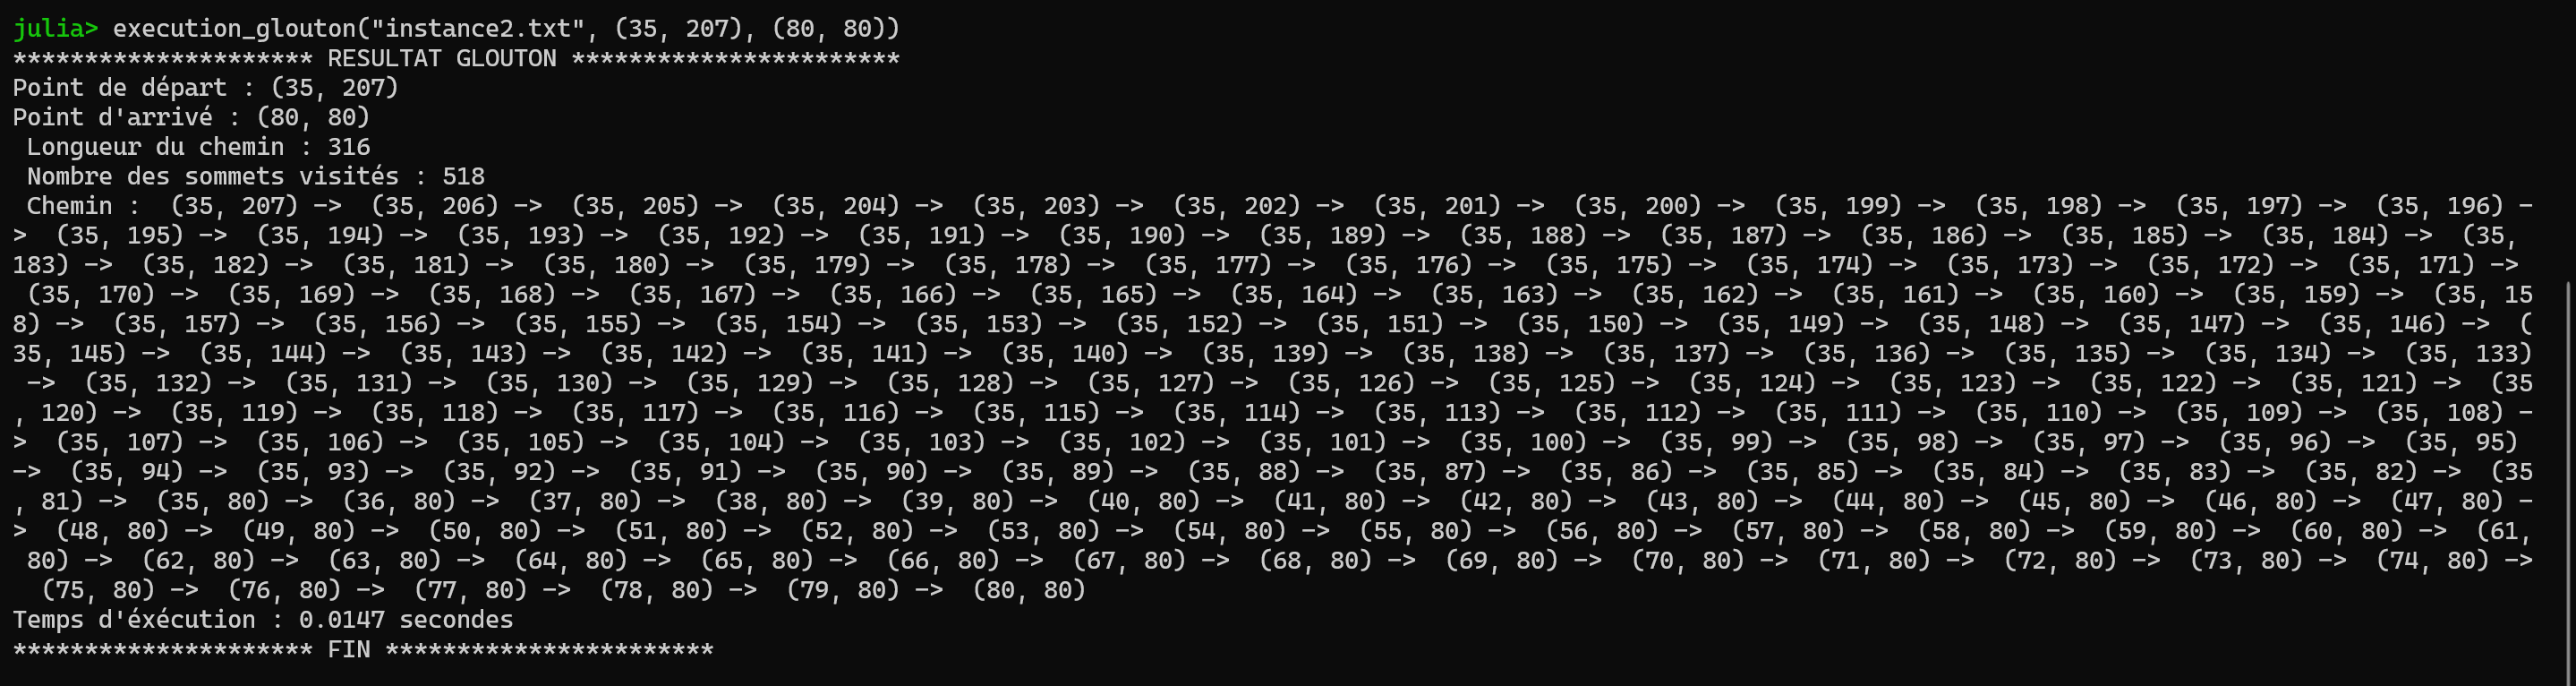 julia> execution_glouton("instance2.txt", (35, 207), (80, 80))
********************* RESULTAT GLOUTON ***********************
Point de départ : (35, 207)
Point d'arrivé : (80, 80)
 Longueur du chemin : 316
 Nombre des sommets visités : 518
 Chemin :  (35, 207) ->  (35, 206) ->  (35, 205) ->  (35, 204) ->  (35, 203) ->  (35, 202) ->  (35, 201) ->  (35, 200) ->  (35, 199) ->  (35, 198) ->  (35, 197) ->  (35, 196) -
>  (35, 195) ->  (35, 194) ->  (35, 193) ->  (35, 192) ->  (35, 191) ->  (35, 190) ->  (35, 189) ->  (35, 188) ->  (35, 187) ->  (35, 186) ->  (35, 185) ->  (35, 184) ->  (35,
183) ->  (35, 182) ->  (35, 181) ->  (35, 180) ->  (35, 179) ->  (35, 178) ->  (35, 177) ->  (35, 176) ->  (35, 175) ->  (35, 174) ->  (35, 173) ->  (35, 172) ->  (35, 171) ->
 (35, 170) ->  (35, 169) ->  (35, 168) ->  (35, 167) ->  (35, 166) ->  (35, 165) ->  (35, 164) ->  (35, 163) ->  (35, 162) ->  (35, 161) ->  (35, 160) ->  (35, 159) ->  (35, 15
8) ->  (35, 157) ->  (35, 156) ->  (35, 155) ->  (35, 154) ->  (35, 153) ->  (35, 152) ->  (35, 151) ->  (35, 150) ->  (35, 149) ->  (35, 148) ->  (35, 147) ->  (35, 146) ->  (
35, 145) ->  (35, 144) ->  (35, 143) ->  (35, 142) ->  (35, 141) ->  (35, 140) ->  (35, 139) ->  (35, 138) ->  (35, 137) ->  (35, 136) ->  (35, 135) ->  (35, 134) ->  (35, 133)
 ->  (35, 132) ->  (35, 131) ->  (35, 130) ->  (35, 129) ->  (35, 128) ->  (35, 127) ->  (35, 126) ->  (35, 125) ->  (35, 124) ->  (35, 123) ->  (35, 122) ->  (35, 121) ->  (35
, 120) ->  (35, 119) ->  (35, 118) ->  (35, 117) ->  (35, 116) ->  (35, 115) ->  (35, 114) ->  (35, 113) ->  (35, 112) ->  (35, 111) ->  (35, 110) ->  (35, 109) ->  (35, 108) -
>  (35, 107) ->  (35, 106) ->  (35, 105) ->  (35, 104) ->  (35, 103) ->  (35, 102) ->  (35, 101) ->  (35, 100) ->  (35, 99) ->  (35, 98) ->  (35, 97) ->  (35, 96) ->  (35, 95)
->  (35, 94) ->  (35, 93) ->  (35, 92) ->  (35, 91) ->  (35, 90) ->  (35, 89) ->  (35, 88) ->  (35, 87) ->  (35, 86) ->  (35, 85) ->  (35, 84) ->  (35, 83) ->  (35, 82) ->  (35
, 81) ->  (35, 80) ->  (36, 80) ->  (37, 80) ->  (38, 80) ->  (39, 80) ->  (40, 80) ->  (41, 80) ->  (42, 80) ->  (43, 80) ->  (44, 80) ->  (45, 80) ->  (46, 80) ->  (47, 80) -
>  (48, 80) ->  (49, 80) ->  (50, 80) ->  (51, 80) ->  (52, 80) ->  (53, 80) ->  (54, 80) ->  (55, 80) ->  (56, 80) ->  (57, 80) ->  (58, 80) ->  (59, 80) ->  (60, 80) ->  (61,
 80) ->  (62, 80) ->  (63, 80) ->  (64, 80) ->  (65, 80) ->  (66, 80) ->  (67, 80) ->  (68, 80) ->  (69, 80) ->  (70, 80) ->  (71, 80) ->  (72, 80) ->  (73, 80) ->  (74, 80) ->
  (75, 80) ->  (76, 80) ->  (77, 80) ->  (78, 80) ->  (79, 80) ->  (80, 80)
Temps d'éxécution : 0.0147 secondes
********************* FIN ***********************